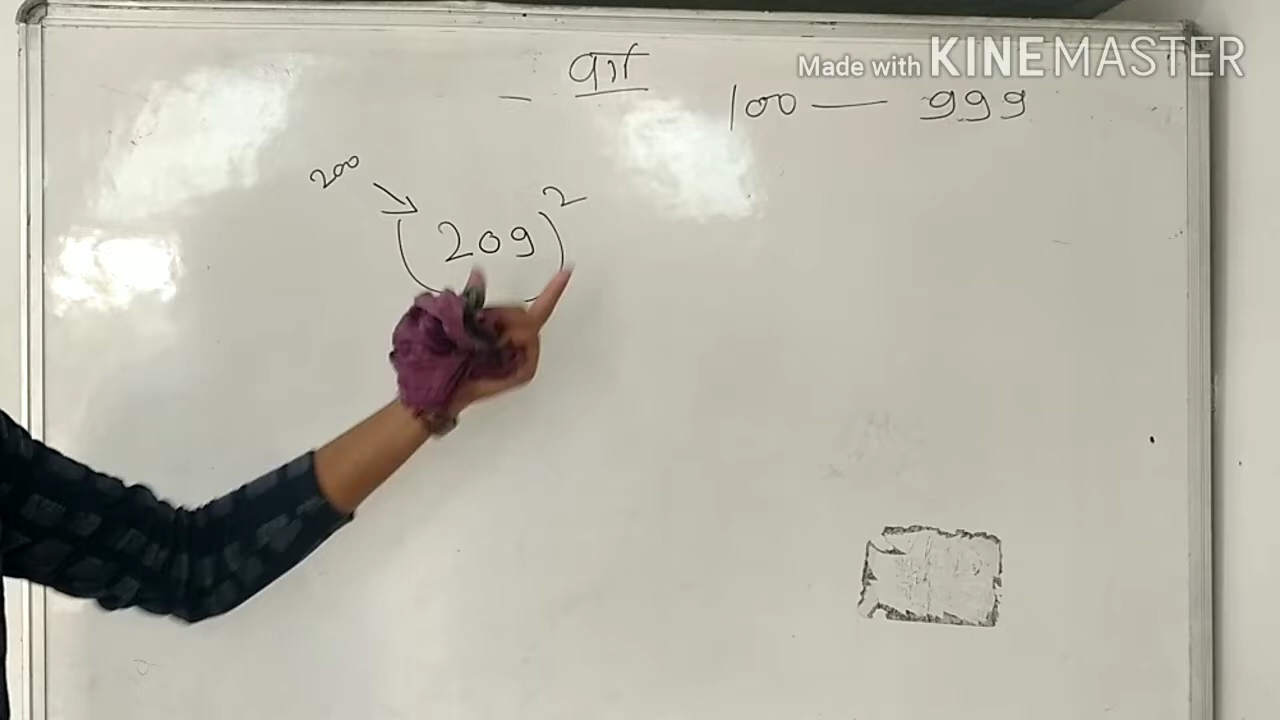 Made with KINEMASTER
वर्ग
100 — 999
200
(209)²